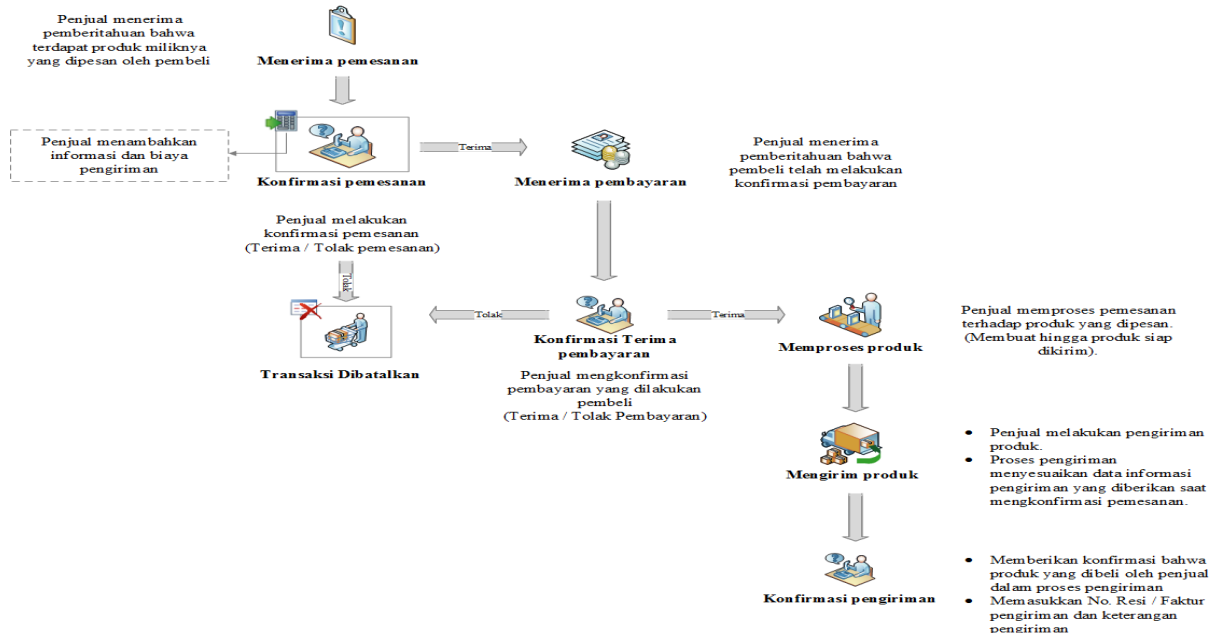 Penjual menerima
pemberitahuan bahwa
terdapat produk miliknya
yang dipesan oleh pembeli
Menerima pemesanan
Penjual menambahkan
informasi dan biaya
pengiriman
Konfirmasi pemesanan
Terima
Menerima pembayaran
Penjual menerima
pemberitahuan bahwa
pembeli telah melakukan
konfirmasi pembayaran
Penjual melakukan
konfirmasi pemesanan
(Terima / Tolak pemesanan)
Tolak
Transaksi Dibatalkan
Tolak
Konfirmasi Terima
pembayaran
Penjual mengkonfirmasi
pembayaran yang dilakukan
pembeli
(Terima / Tolak Pembayaran)
Terima
Memproses produk
Penjual memproses pemesanan
terhadap produk yang dipesan.
(Membuat hingga produk siap
dikirim).
Mengirim produk
• Penjual melakukan pengiriman
produk.
• Proses pengiriman
menyesuaikan data informasi
pengiriman yang diberikan saat
mengkonfirmasi pemesanan.
Konfirmasi pengiriman
• Memberikan konfirmasi bahwa
produk yang dibeli oleh penjual
dalam proses pengiriman
• Memasukkan No. Resi / Faktur
pengiriman dan keterangan
pengiriman